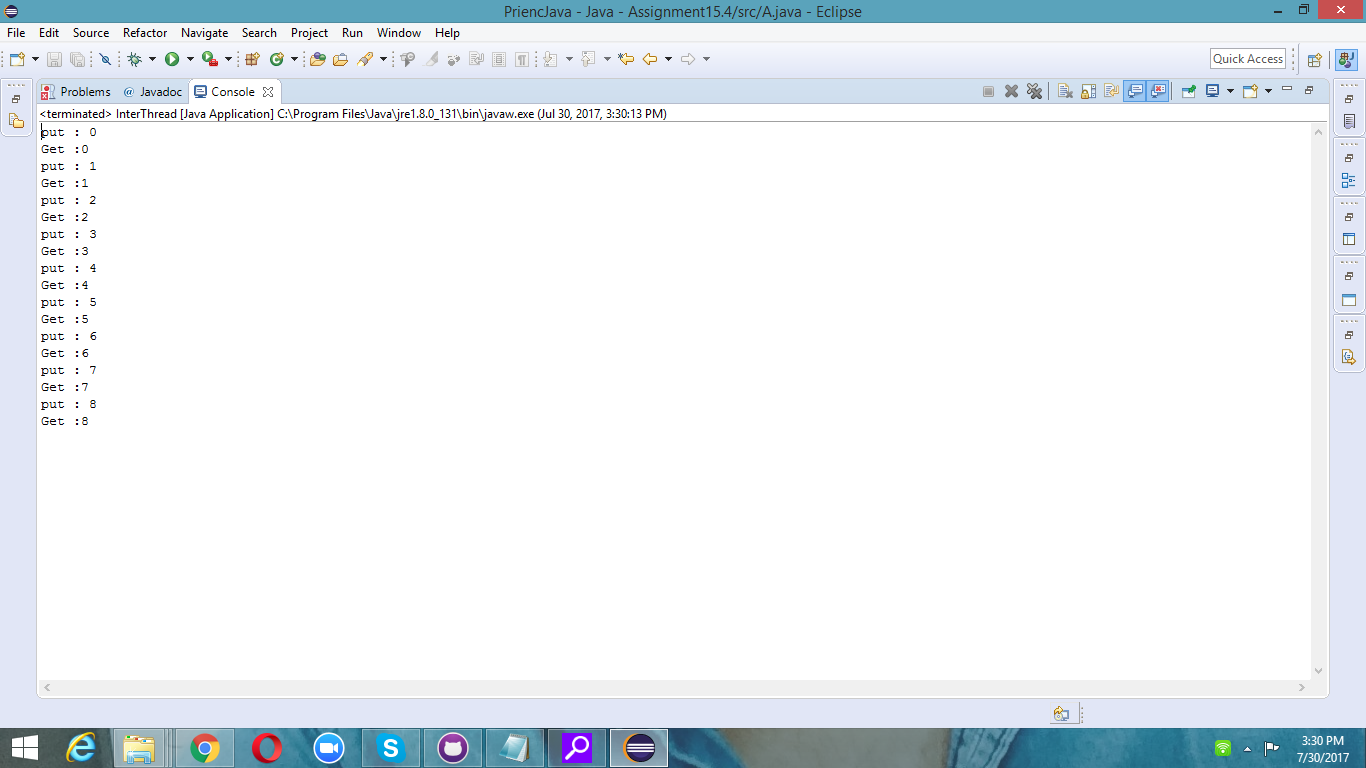 PriencJava - Java - Assignment15.4/src/A.java - Eclipse
File Edit Source Refactor Navigate Search Project Run Window Help
Quick Access
Problems @ Javadoc Console
<terminated> InterThread [Java Application] C:\Program Files\Java\jre1.8.0_131\bin\javaw.exe (Jul 30, 2017, 3:30:13 PM)
put : 0
Get :0
put : 1
Get :1
put : 2
Get :2
put : 3
Get :3
put : 4
Get :4
put : 5
Get :5
put : 6
Get :6
put : 7
Get :7
put : 8
Get :8
3:30 PM
7/30/2017